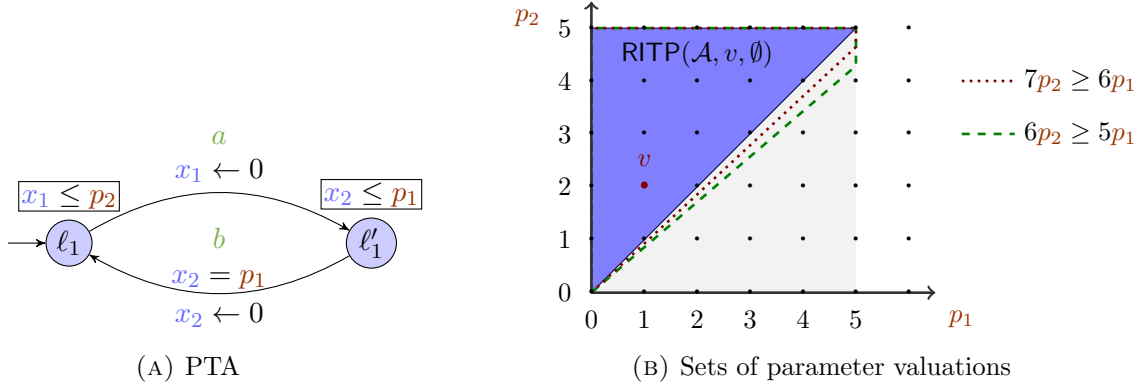 a
x₁ ← 0
x₁ ≤ p₂
x₂ ≤ p₁
ℓ₁
b
ℓ′₁
x₂ = p₁
x₂ ← 0
(A) PTA
p₂
5
4
3
2
1
0
0 1 2 3 4 5
p₁
RITP(𝒜, v, ∅)
v
7p₂ ≥ 6p₁
6p₂ ≥ 5p₁
(B) Sets of parameter valuations